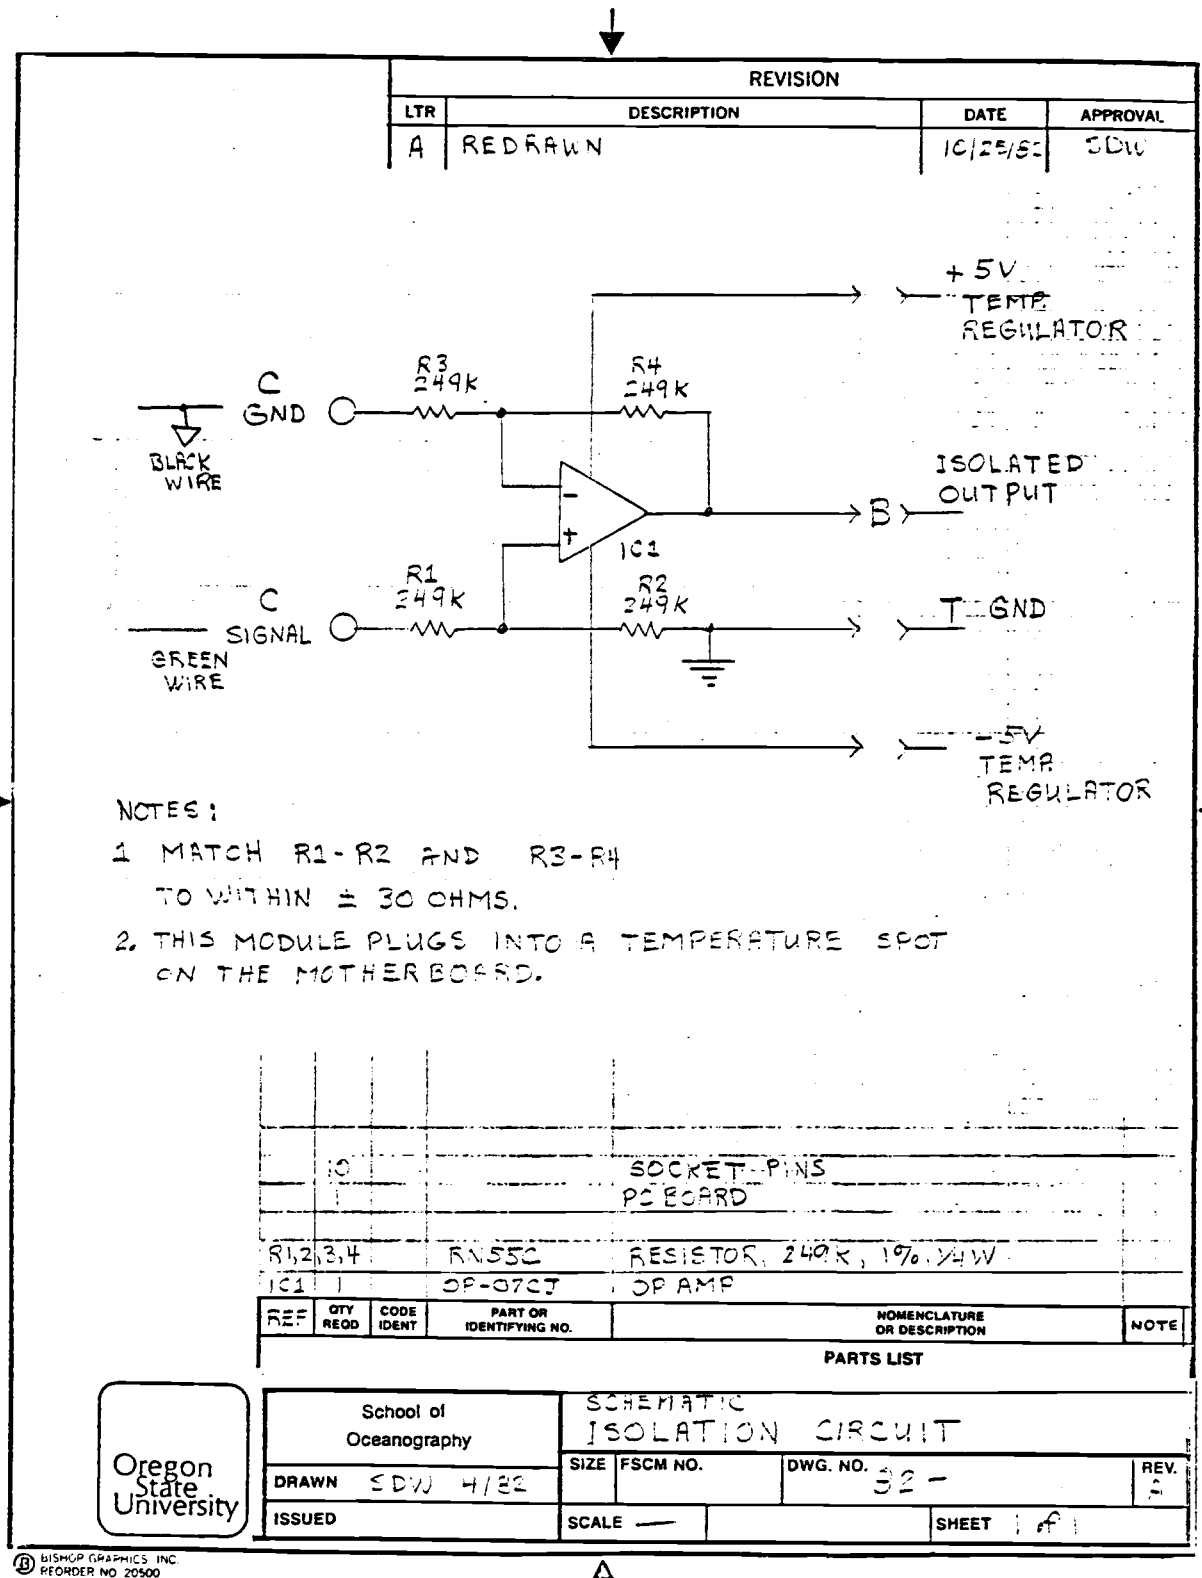 REVISION
LTR DESCRIPTION DATE APPROVAL
A REDRAWN 10/25/82 SDW
+5V
TEMP.
REGULATOR
R3
249K
R4
249K
C
GND
BLACK
WIRE
ISOLATED
OUTPUT
B
IC1
R1
249K
R2
249K
C
SIGNAL
T GND
GREEN
WIRE
-5V
TEMP.
REGULATOR
NOTES:
1 MATCH R1-R2 AND R3-R4
TO WITHIN ± 30 OHMS.
2. THIS MODULE PLUGS INTO A TEMPERATURE SPOT
ON THE MOTHERBOARD.
10 SOCKET PINS
1 PC BOARD
R1,2,3,4 RN55C RESISTOR, 249K, 1%, 1/4W
IC1 1 OP-07CJ OP AMP
REF QTY REQD CODE IDENT PART OR IDENTIFYING NO. NOMENCLATURE OR DESCRIPTION NOTE
PARTS LIST
Oregon
State
University
School of
Oceanography
SCHEMATIC
ISOLATION CIRCUIT
DRAWN SDW 4/82
SIZE FSCM NO. DWG. NO. 82- REV. A
ISSUED
SCALE — SHEET 1 of 1
BISHOP GRAPHICS, INC.
REORDER NO. 20500